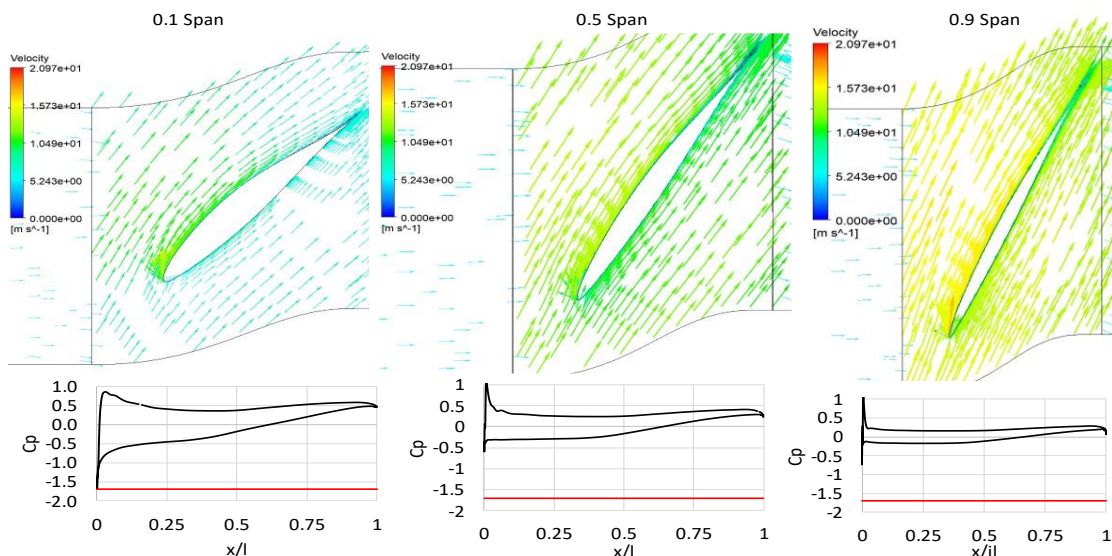 0.1 Span
0.5 Span
0.9 Span
Velocity
2.097e+01
1.573e+01
1.049e+01
5.243e+00
0.000e+00
[m s^-1]
Velocity
2.097e+01
1.573e+01
1.049e+01
5.243e+00
0.000e+00
[m s^-1]
Velocity
2.097e+01
1.573e+01
1.049e+01
5.243e+00
0.000e+00
[m s^-1]
Cp
1.0
0.5
0.0
-0.5
-1.0
-1.5
-2.0
0 0.25 0.5 0.75 1
x/l
Cp
1
0.5
0
-0.5
-1
-1.5
-2
0 0.25 0.5 0.75 1
x/l
Cp
1
0.5
0
-0.5
-1
-1.5
-2
0 0.25 0.5 0.75 1